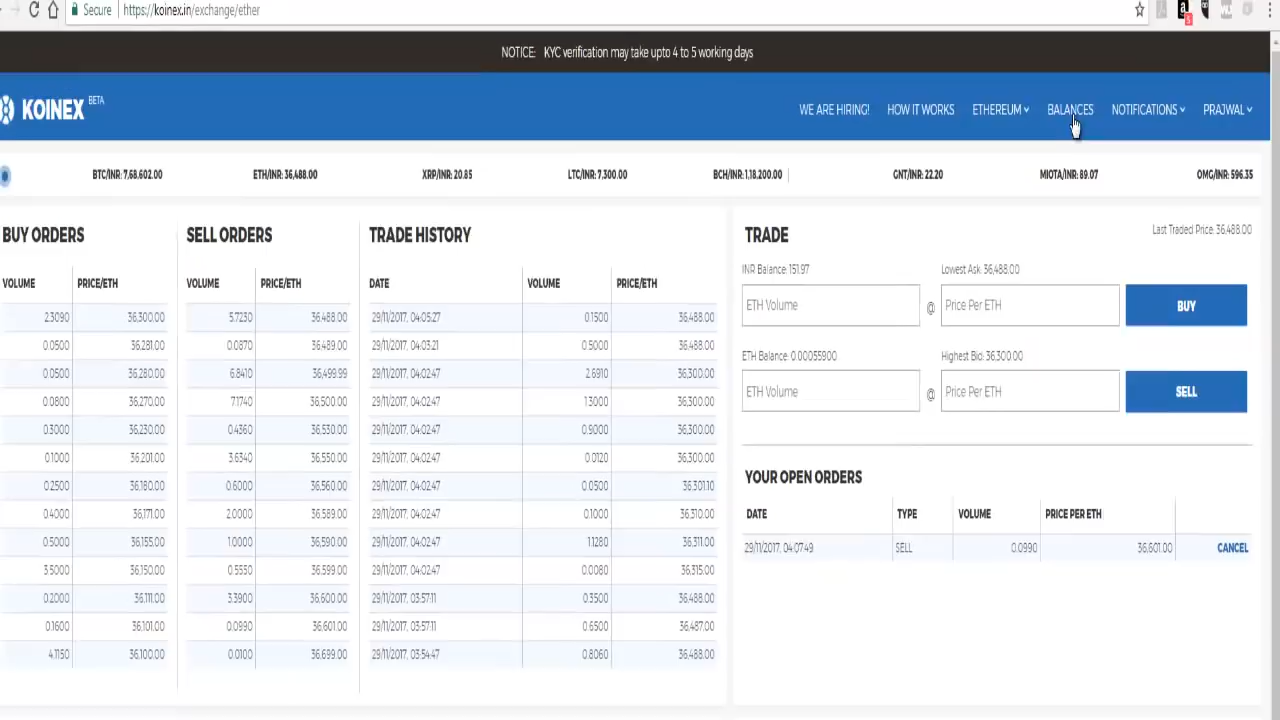 Secure https://koinex.in/exchange/ether
NOTICE: KYC verification may take upto 4 to 5 working days
KOINEX BETA
WE ARE HIRING! HOW IT WORKS ETHEREUM BALANCES NOTIFICATIONS PRAJWAL
BTC/INR: 7,68,602.00 ETH/INR: 36,488.00 XRP/INR: 20.85 LTC/INR: 7,300.00 BCH/INR: 1,18,200.00 GNT/INR: 22.20 MIOTA/INR: 89.07 OMG/INR: 596.35
BUY ORDERS
VOLUME PRICE/ETH
2.3090 36,300.00
0.0500 36,281.00
0.0500 36,280.00
0.0800 36,270.00
0.3000 36,230.00
0.1000 36,201.00
0.2500 36,180.00
0.4000 36,171.00
0.5000 36,155.00
3.5000 36,150.00
0.2000 36,111.00
0.1600 36,101.00
4.1150 36,100.00
SELL ORDERS
VOLUME PRICE/ETH
5.7230 36,488.00
0.0870 36,489.00
6.8410 36,499.99
7.1740 36,500.00
0.4360 36,530.00
3.6340 36,550.00
0.6000 36,560.00
2.0000 36,589.00
1.0000 36,590.00
0.5550 36,599.00
3.3900 36,600.00
0.0990 36,601.00
0.0100 36,699.00
TRADE HISTORY
DATE VOLUME PRICE/ETH
29/11/2017, 04:05:27 0.1500 36,488.00
29/11/2017, 04:03:21 0.5000 36,488.00
29/11/2017, 04:02:47 2.6910 36,300.00
29/11/2017, 04:02:47 1.3000 36,300.00
29/11/2017, 04:02:47 0.9000 36,300.00
29/11/2017, 04:02:47 0.0120 36,300.00
29/11/2017, 04:02:47 0.0500 36,301.10
29/11/2017, 04:02:47 0.1000 36,310.00
29/11/2017, 04:02:47 1.1280 36,311.00
29/11/2017, 04:02:47 0.0080 36,315.00
29/11/2017, 03:57:11 0.3500 36,488.00
29/11/2017, 03:57:11 0.6500 36,487.00
29/11/2017, 03:54:47 0.8060 36,488.00
TRADE
Last Traded Price: 36,488.00
INR Balance: 151.97 Lowest Ask: 36,488.00
ETH Volume @ Price Per ETH BUY
ETH Balance: 0.00055900 Highest Bid: 36,300.00
ETH Volume @ Price Per ETH SELL
YOUR OPEN ORDERS
DATE TYPE VOLUME PRICE PER ETH
29/11/2017, 04:07:49 SELL 0.0990 36,601.00 CANCEL